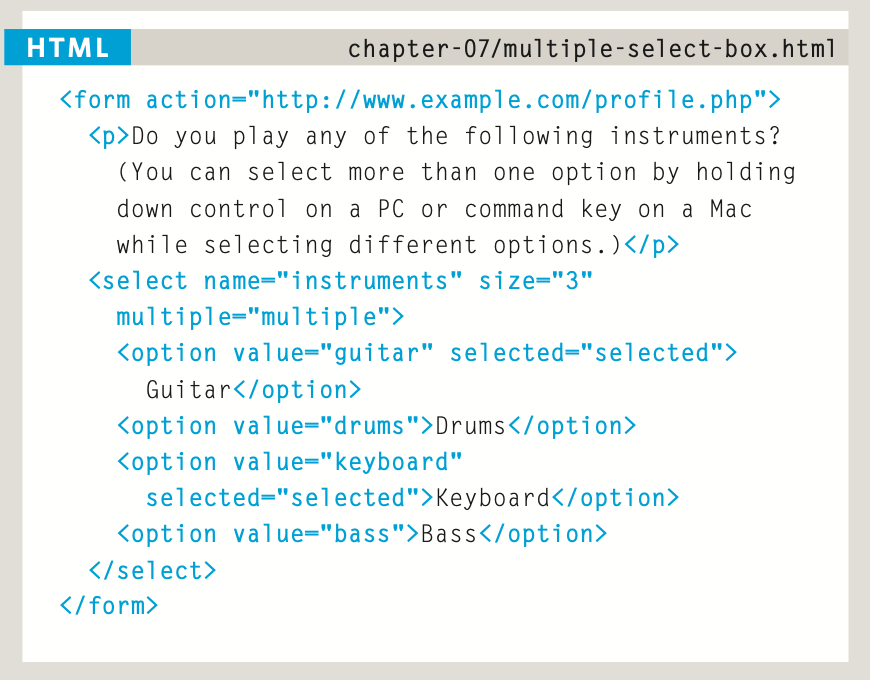 HTML
chapter-07/multiple-select-box.html
<form action="http://www.example.com/profile.php">
<p>Do you play any of the following instruments?
(You can select more than one option by holding
down control on a PC or command key on a Mac
while selecting different options.)</p>
<select name="instruments" size="3"
multiple="multiple">
<option value="guitar" selected="selected">
Guitar</option>
<option value="drums">Drums</option>
<option value="keyboard"
selected="selected">Keyboard</option>
<option value="bass">Bass</option>
</select>
</form>